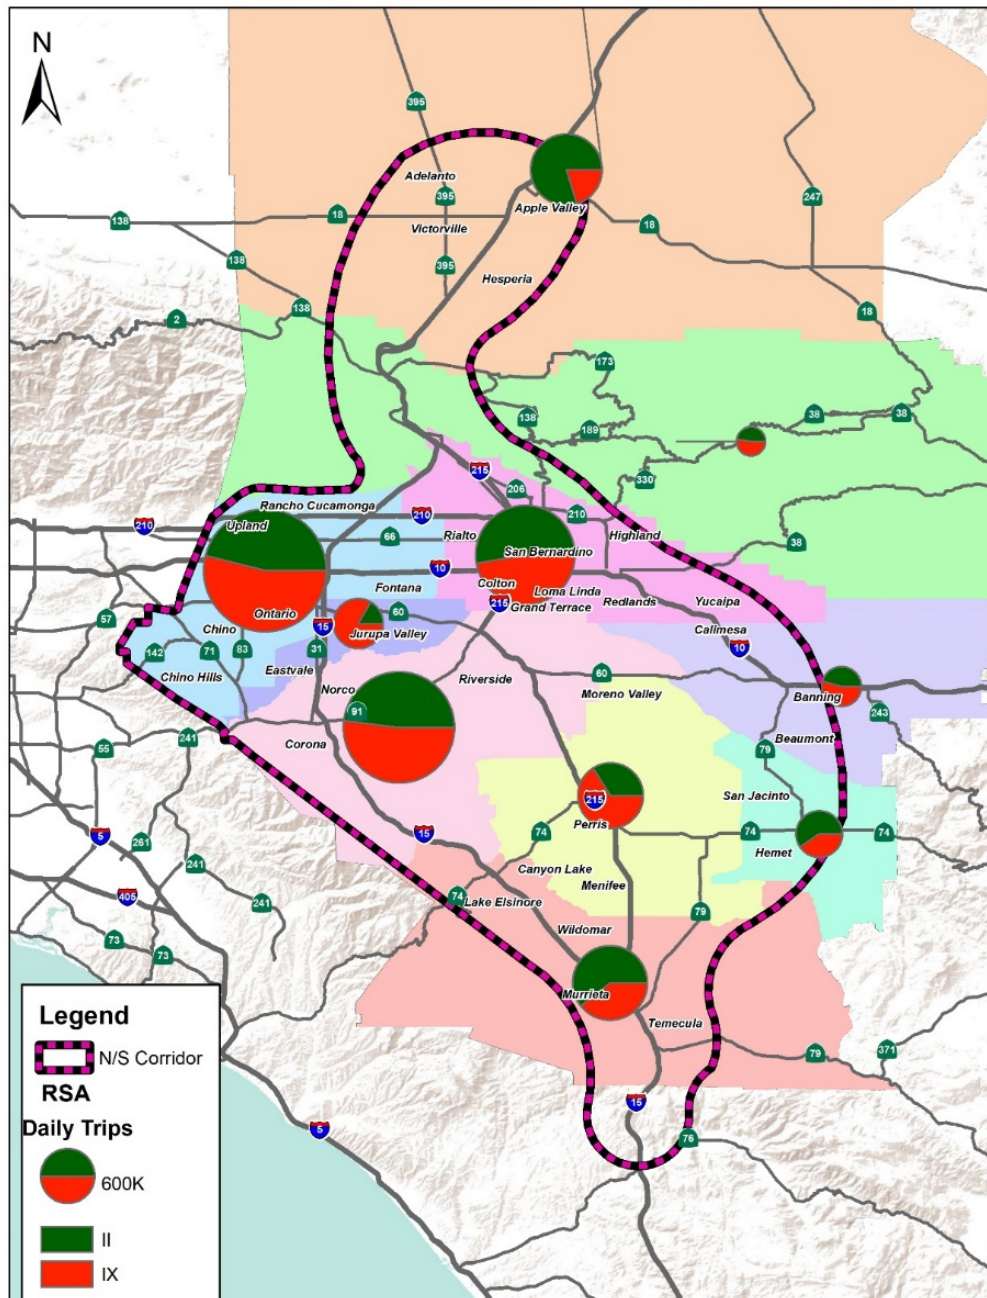 N
395
Adelanto
Apple Valley
395
247
138
18
Victorville
18
138
395
Hesperia
138
2
18
173
138
38
38
189
215
330
206
Rancho Cucamonga
210
210
210
Upland
66
Rialto
Highland
38
San Bernardino
10
Fontana
Colton
Loma Linda
215
Grand Terrace
Redlands
Yucaipa
57
Ontario
60
Chino
15
Jurupa Valley
Calimesa
142
71
83
31
10
Chino Hills
Eastvale
Riverside
60
Norco
Moreno Valley
Banning
91
243
Corona
Beaumont
241
55
79
San Jacinto
215
Perris
5
15
74
74
74
261
Hemet
241
Canyon Lake
405
74
Menifee
241
Lake Elsinore
79
Wildomar
73
73
Murrieta
Temecula
79
371
15
5
76
Legend
N/S Corridor
RSA
Daily Trips
600K
II
IX